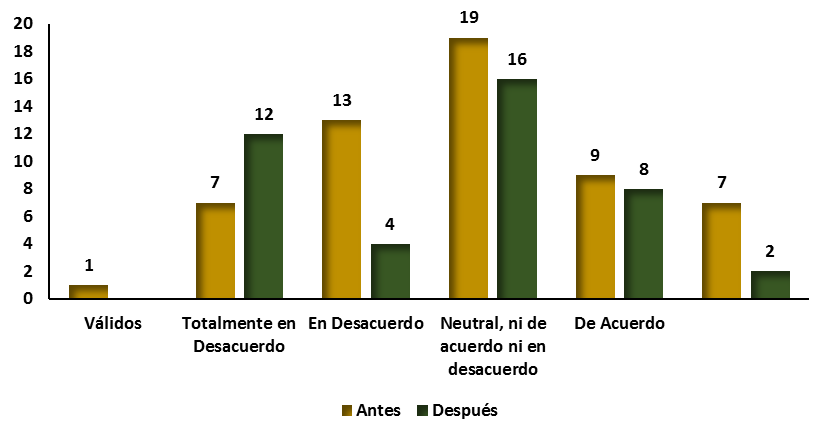 20
18
16
14
12
10
8
6
4
2
0
1
7
12
13
4
19
16
9
8
7
2
Válidos
Totalmente en
Desacuerdo
En Desacuerdo
Neutral, ni de
acuerdo ni en
desacuerdo
De Acuerdo
Antes
Después